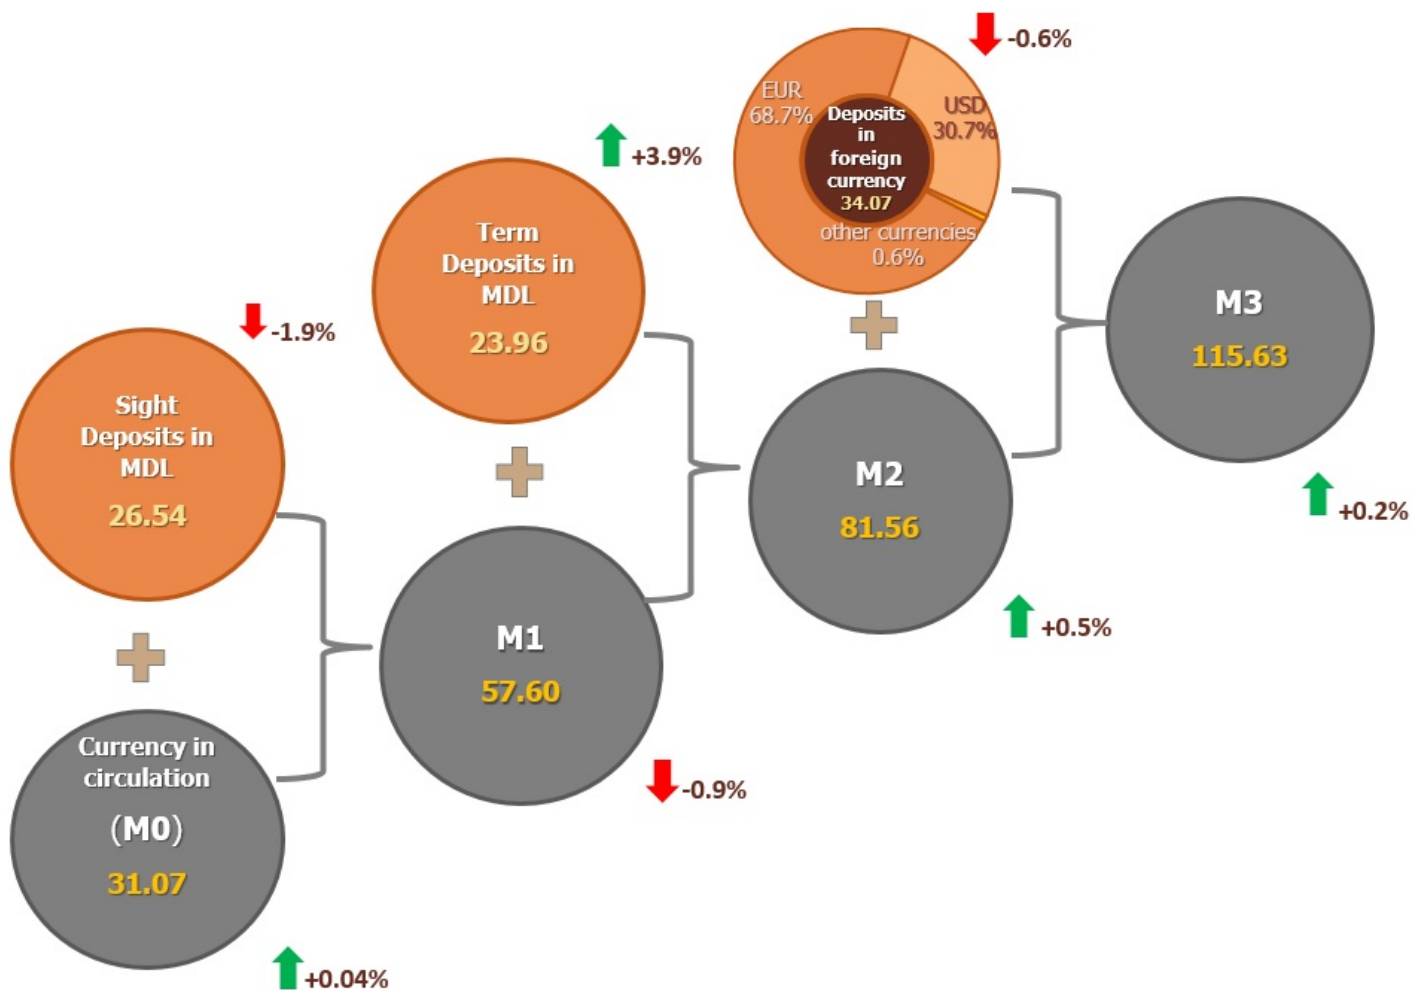 -1.9%
Sight
Deposits in
MDL
26.54
Currency in
circulation
(M0)
31.07
+0.04%
+3.9%
Term
Deposits in
MDL
23.96
M1
57.60
-0.9%
-0.6%
EUR
68.7%
USD
30.7%
Deposits
in
foreign
currency
34.07
other currencies
0.6%
M2
81.56
+0.5%
M3
115.63
+0.2%